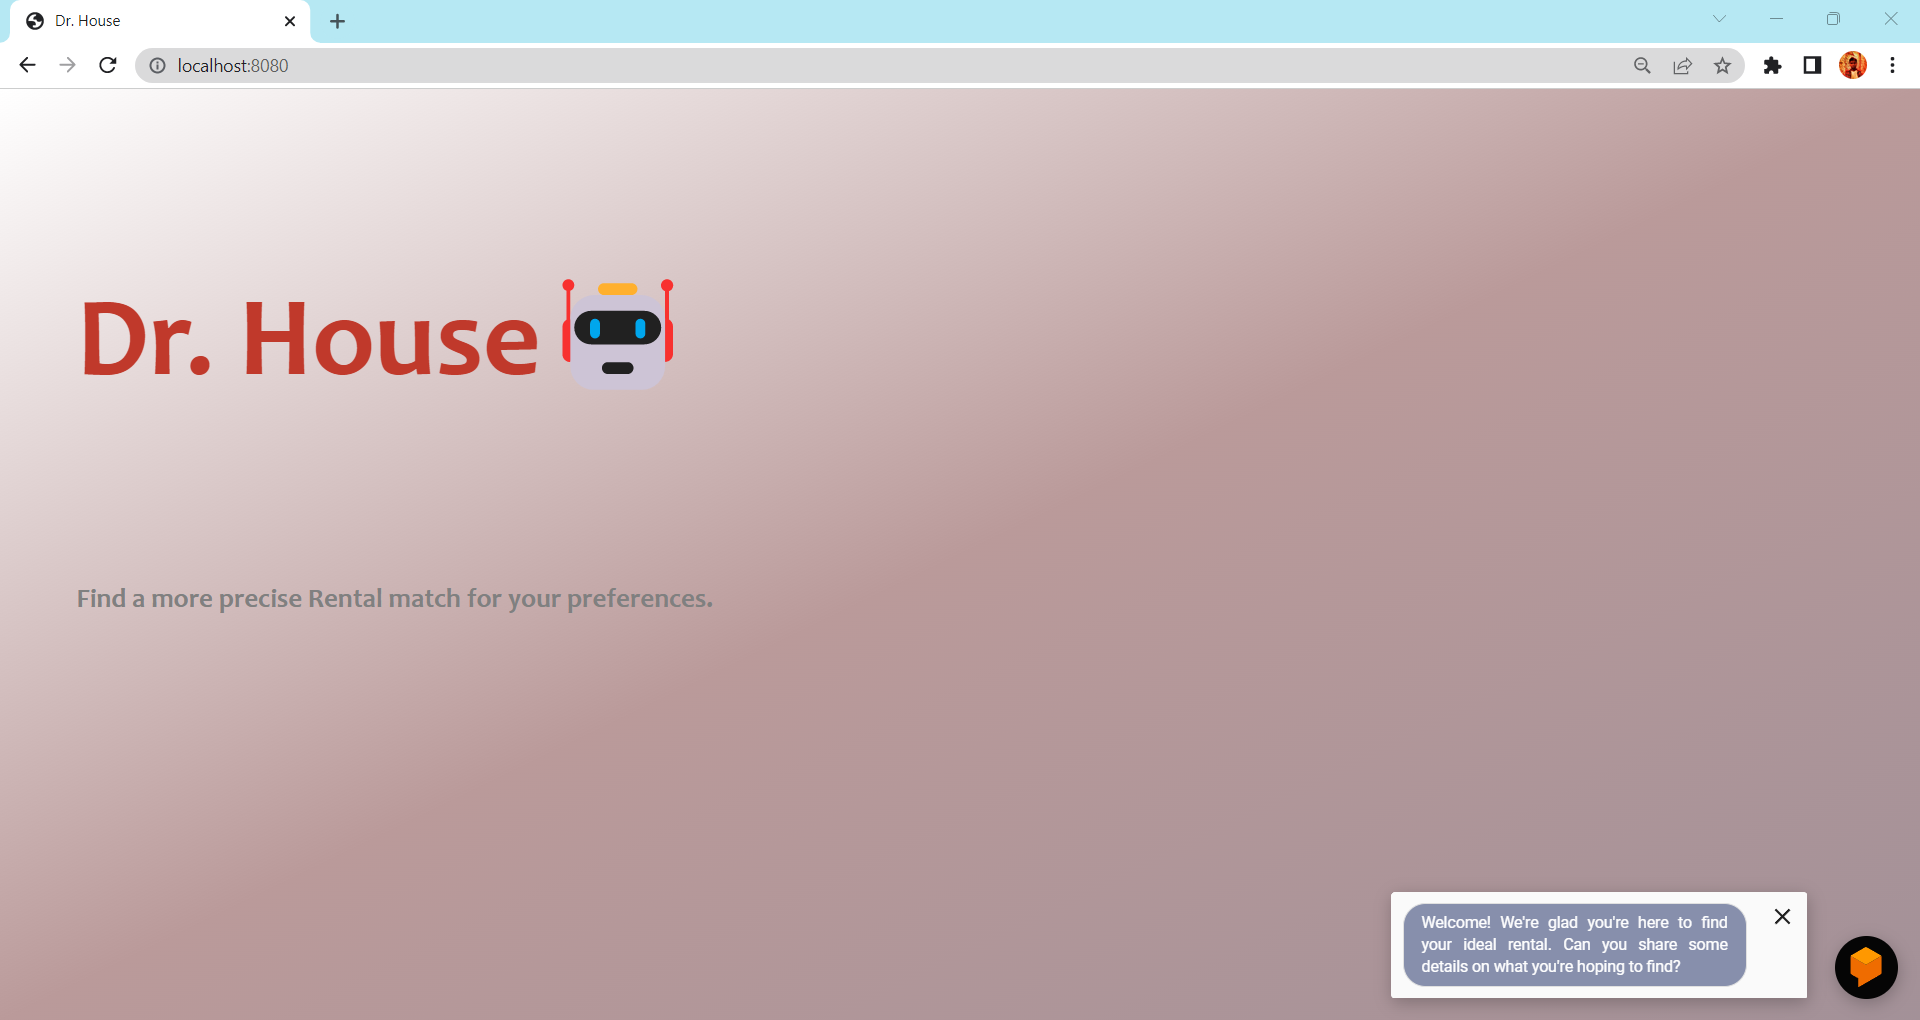 Dr. House
localhost:8080
Dr. House
Find a more precise Rental match for your preferences.
Welcome! We're glad you're here to find
your ideal rental. Can you share some
details on what you're hoping to find?